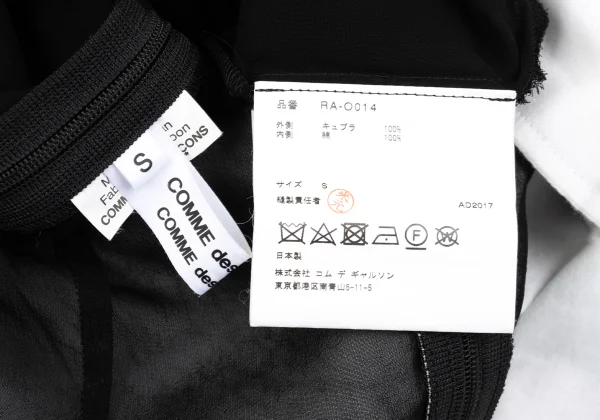 品番 RA-O014
外側 キュプラ 100%
内側 綿 100%
サイズ S
縫製責任者
AD2017
F
W
日本製
株式会社 コム デ ギャルソン
東京都港区南青山5-11-5
S
COMME des
COMME des
Fab
COMM